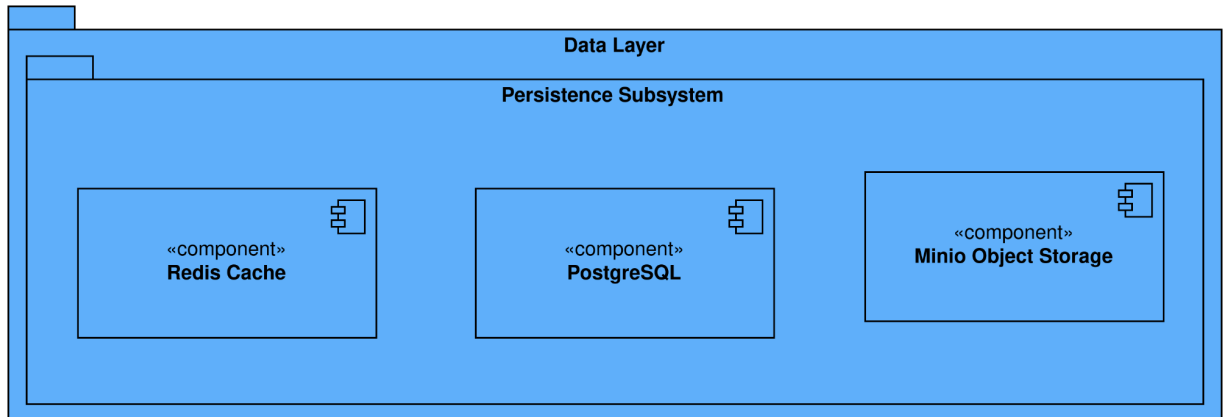 Data Layer
Persistence Subsystem
«component»
Redis Cache
«component»
PostgreSQL
«component»
Minio Object Storage